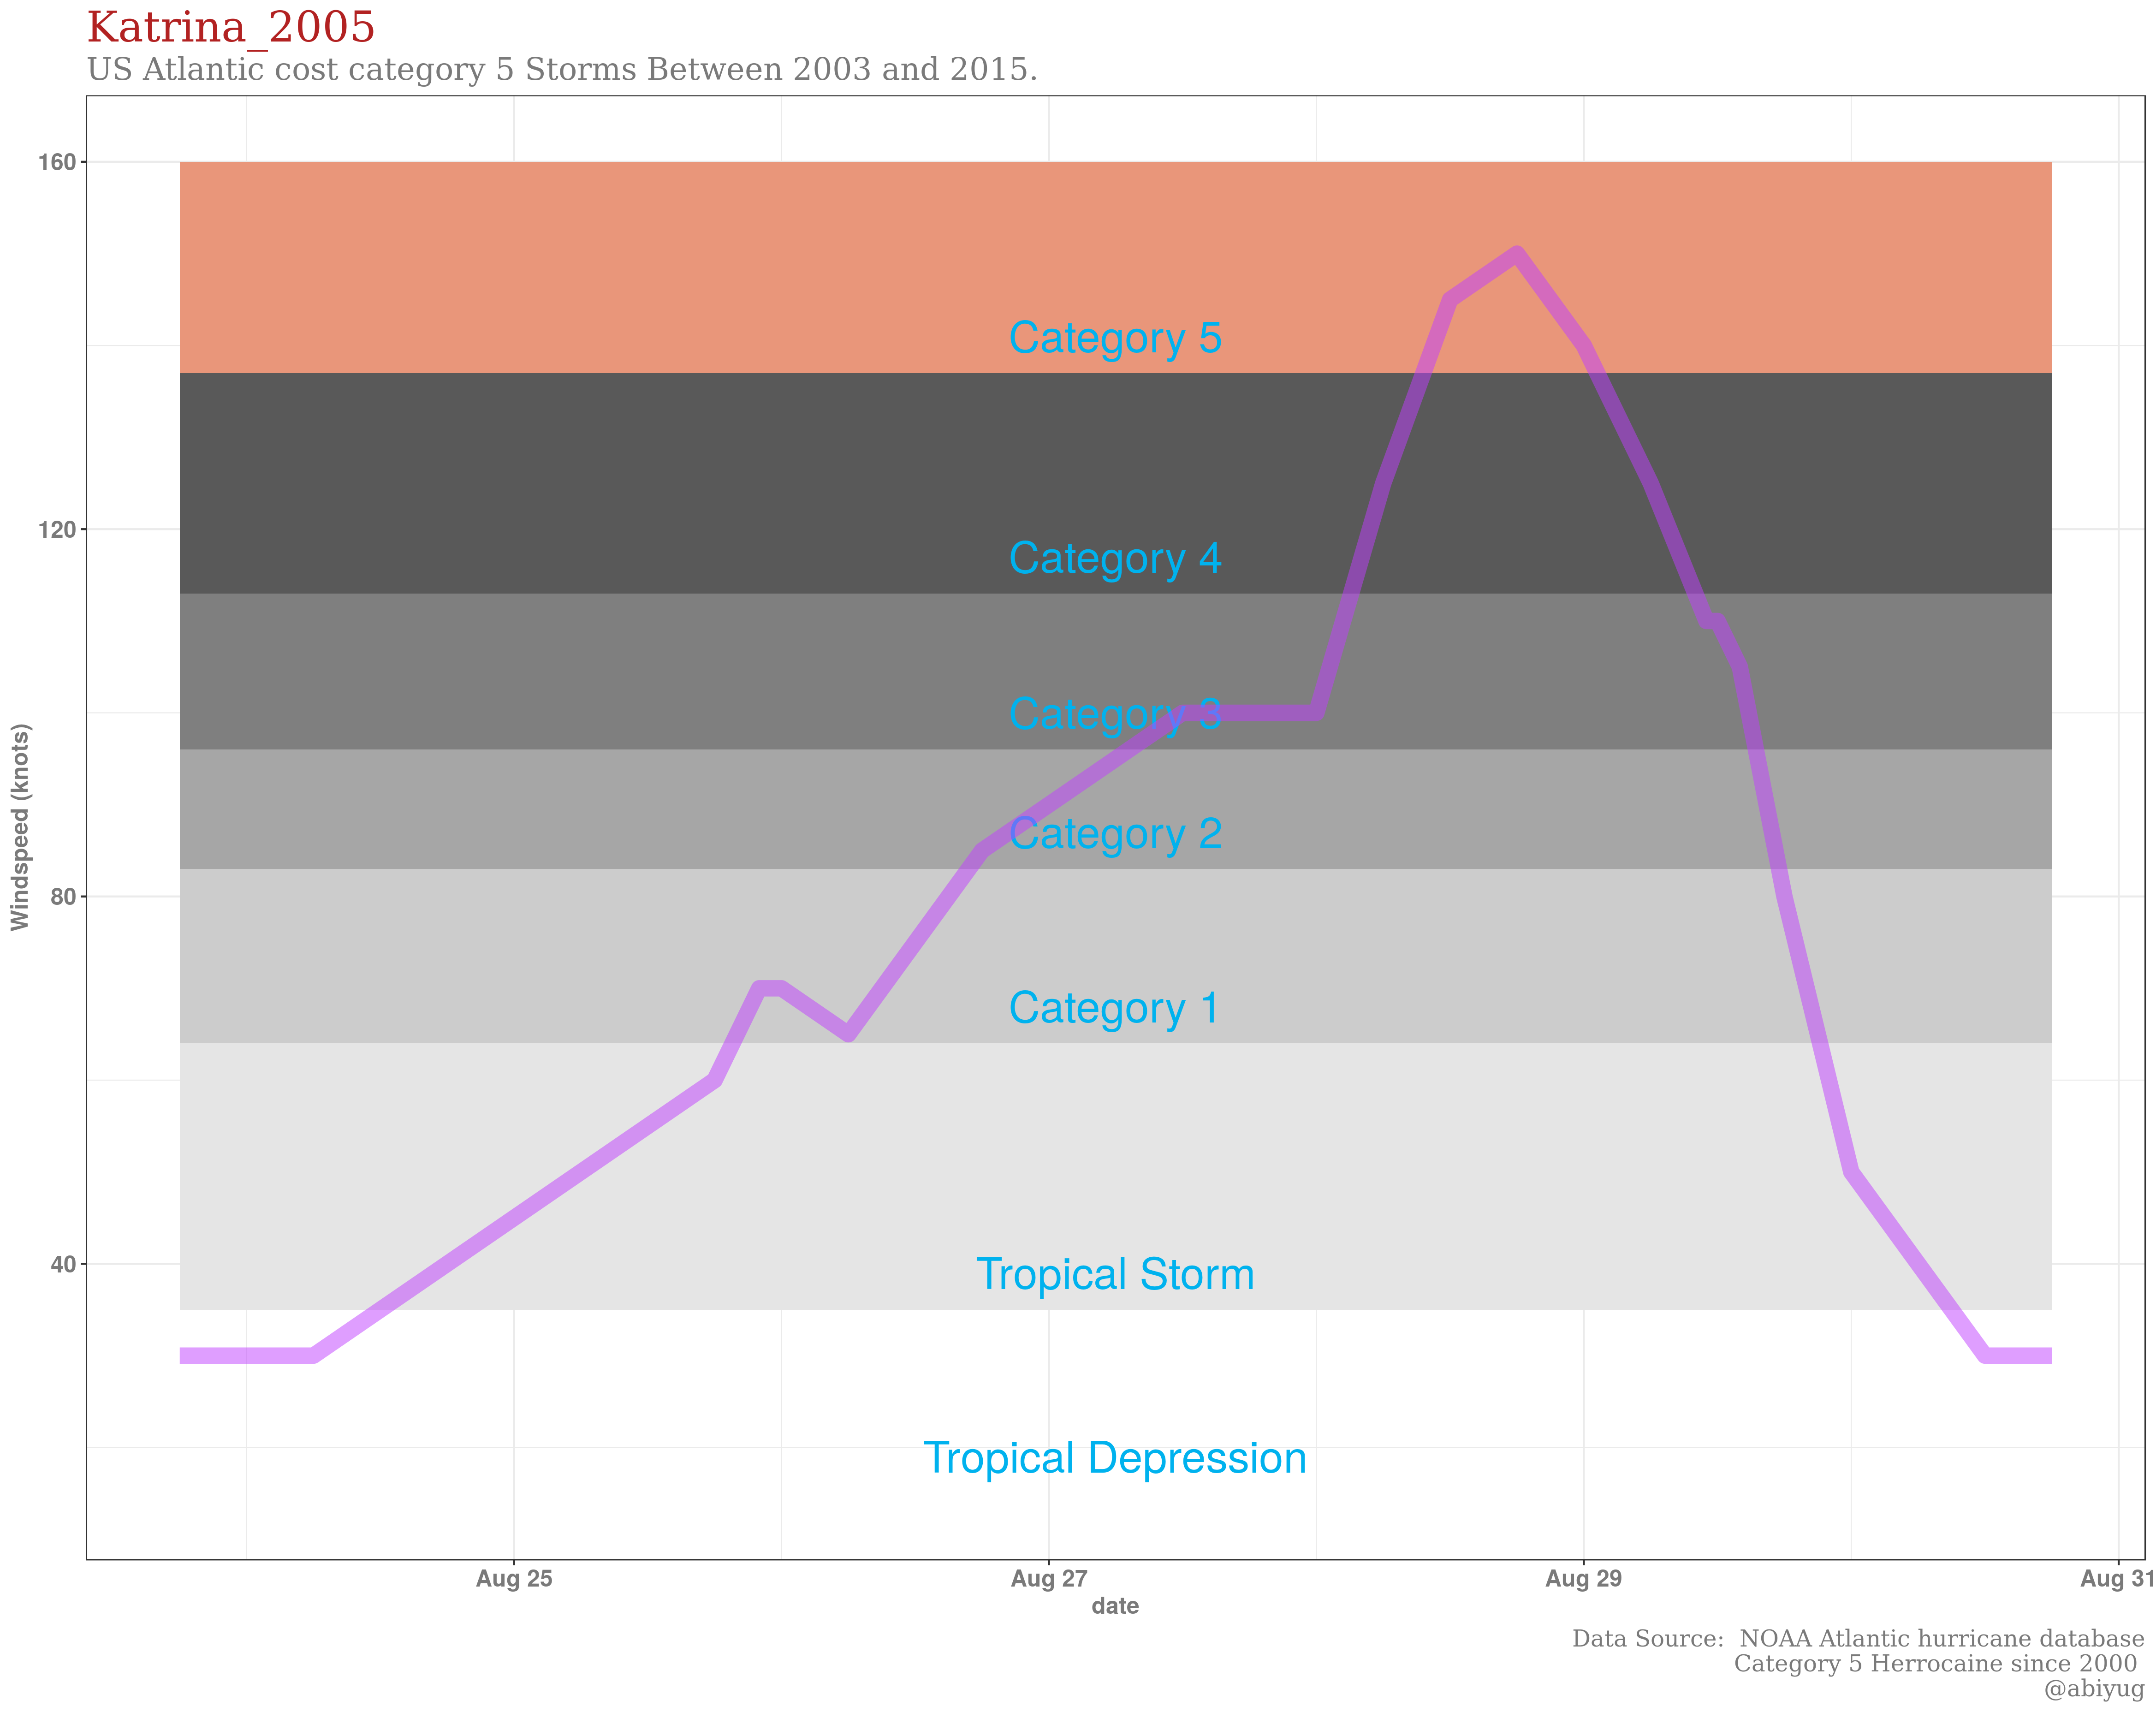 Katrina_2005
US Atlantic cost category 5 Storms Between 2003 and 2015.
160
120
80
40
Windspeed (knots)
Category 5
Category 4
Category 3
Category 2
Category 1
Tropical Storm
Tropical Depression
Aug 25
Aug 27
Aug 29
Aug 31
date
Data Source:  NOAA Atlantic hurricane database
Category 5 Herrocaine since 2000
@abiyug